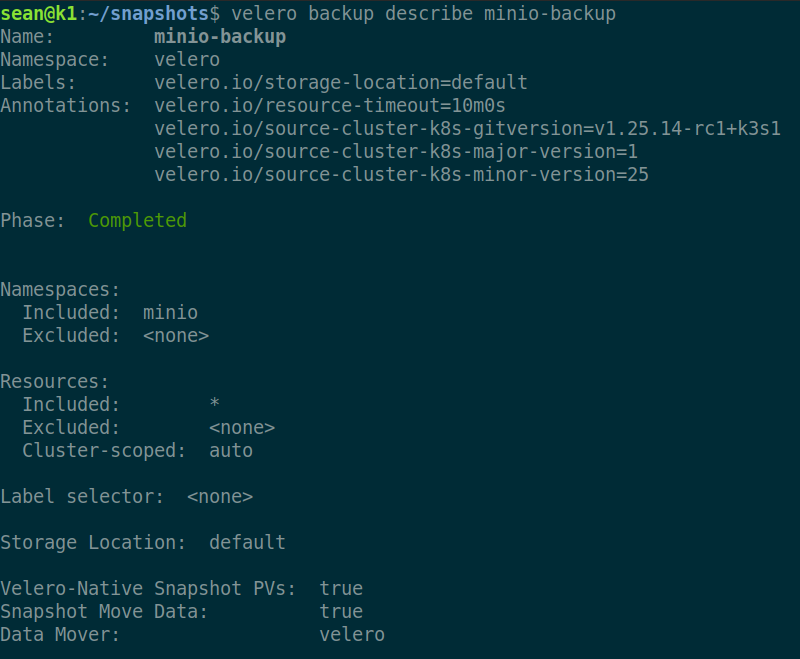 sean@k1:~/snapshots$ velero backup describe minio-backup
Name:         minio-backup
Namespace:    velero
Labels:       velero.io/storage-location=default
Annotations:  velero.io/resource-timeout=10m0s
              velero.io/source-cluster-k8s-gitversion=v1.25.14-rc1+k3s1
              velero.io/source-cluster-k8s-major-version=1
              velero.io/source-cluster-k8s-minor-version=25
Phase:  Completed
Namespaces:
  Included:  minio
  Excluded:  <none>
Resources:
  Included:        *
  Excluded:        <none>
  Cluster-scoped:  auto
Label selector:  <none>
Storage Location:  default
Velero-Native Snapshot PVs:  true
Snapshot Move Data:          true
Data Mover:                  velero